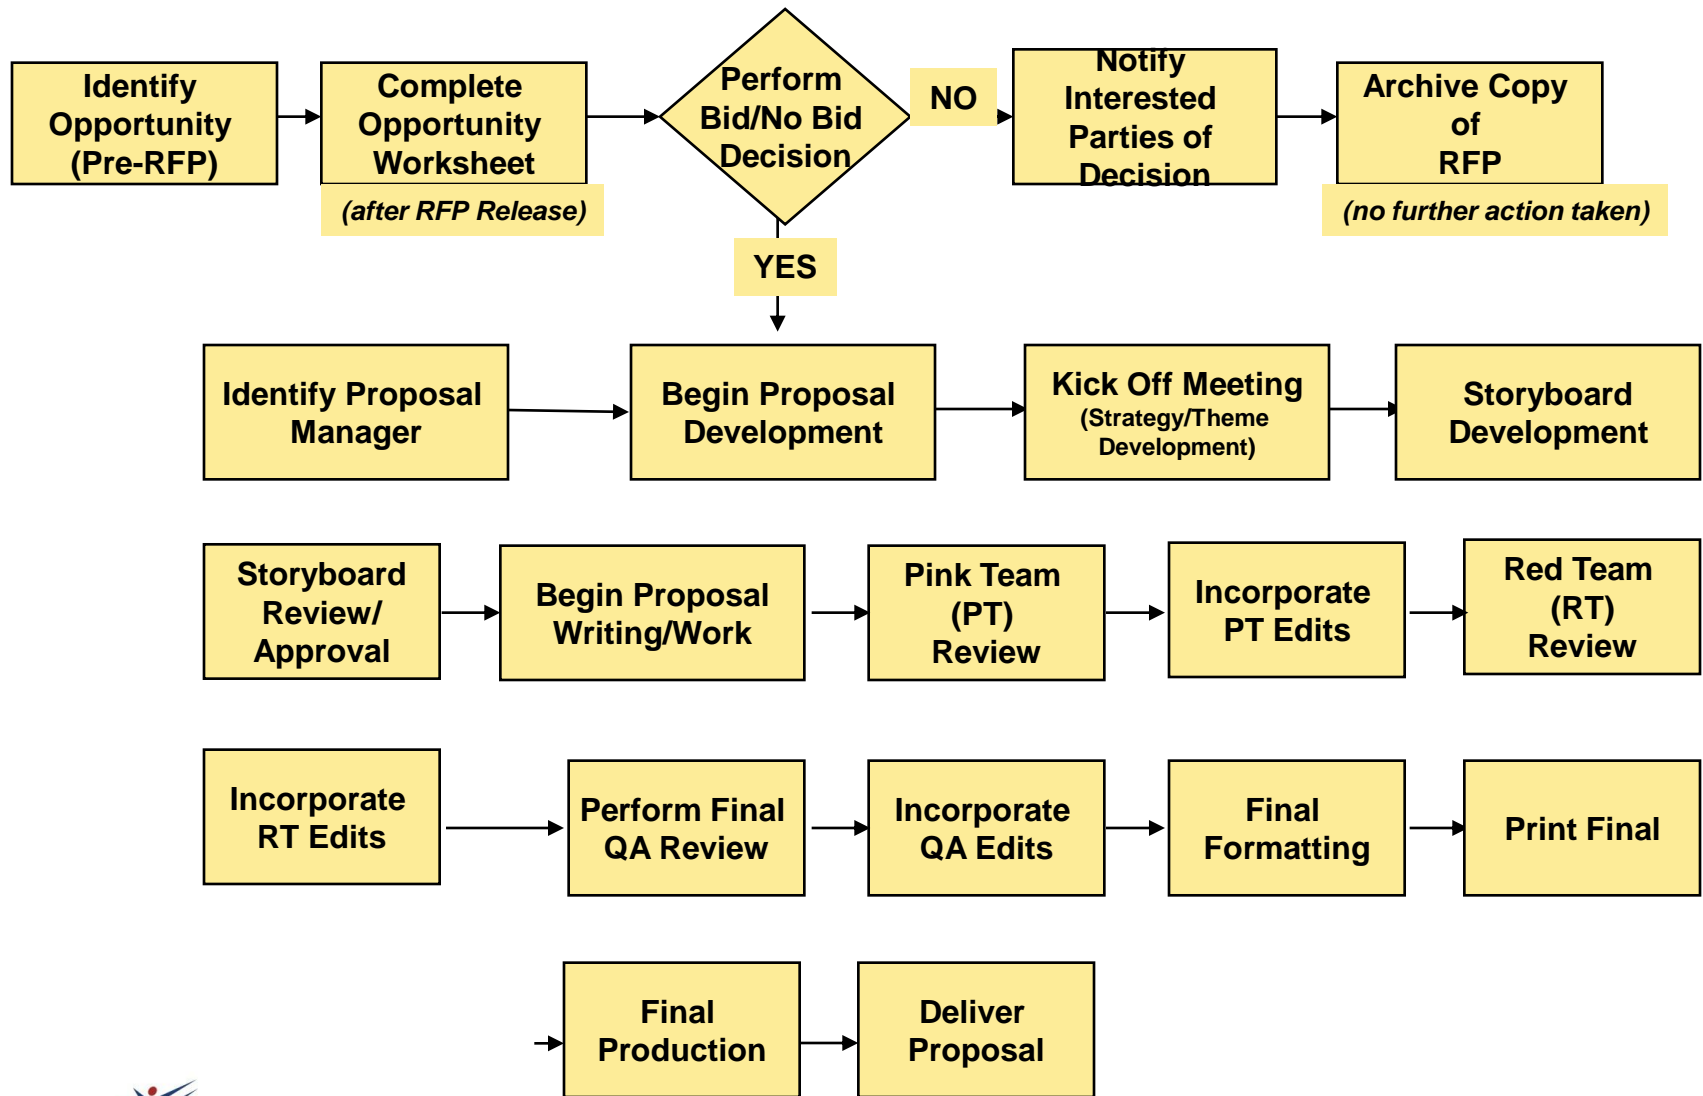 Identify
Opportunity
(Pre-RFP)
Complete
Opportunity
Worksheet
(after RFP Release)
Perform
Bid/No Bid
Decision
NO
Notify
Interested
Parties of
Decision
Archive Copy
of
RFP
(no further action taken)
YES
Identify Proposal
Manager
Begin Proposal
Development
Kick Off Meeting
(Strategy/Theme
Development)
Storyboard
Development
Storyboard
Review/
Approval
Begin Proposal
Writing/Work
Pink Team
(PT)
Review
Incorporate
PT Edits
Red Team
(RT)
Review
Incorporate
RT Edits
Perform Final
QA Review
Incorporate
QA Edits
Final
Formatting
Print Final
Final
Production
Deliver
Proposal